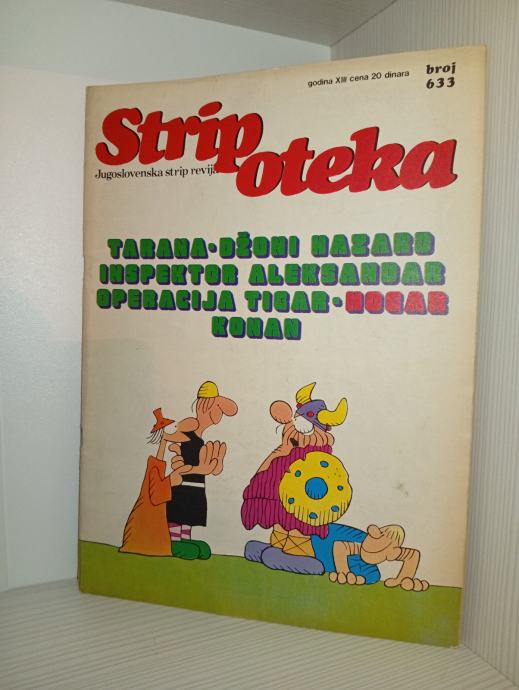 godina XIII cena 20 dinara
broj
633
Strip
oteka
Jugoslovenska strip revija
TARANA•DŽONI HAZARD
INSPEKTOR ALEKSANDAR
OPERACIJA TIGAR•HOGAR
KONAN